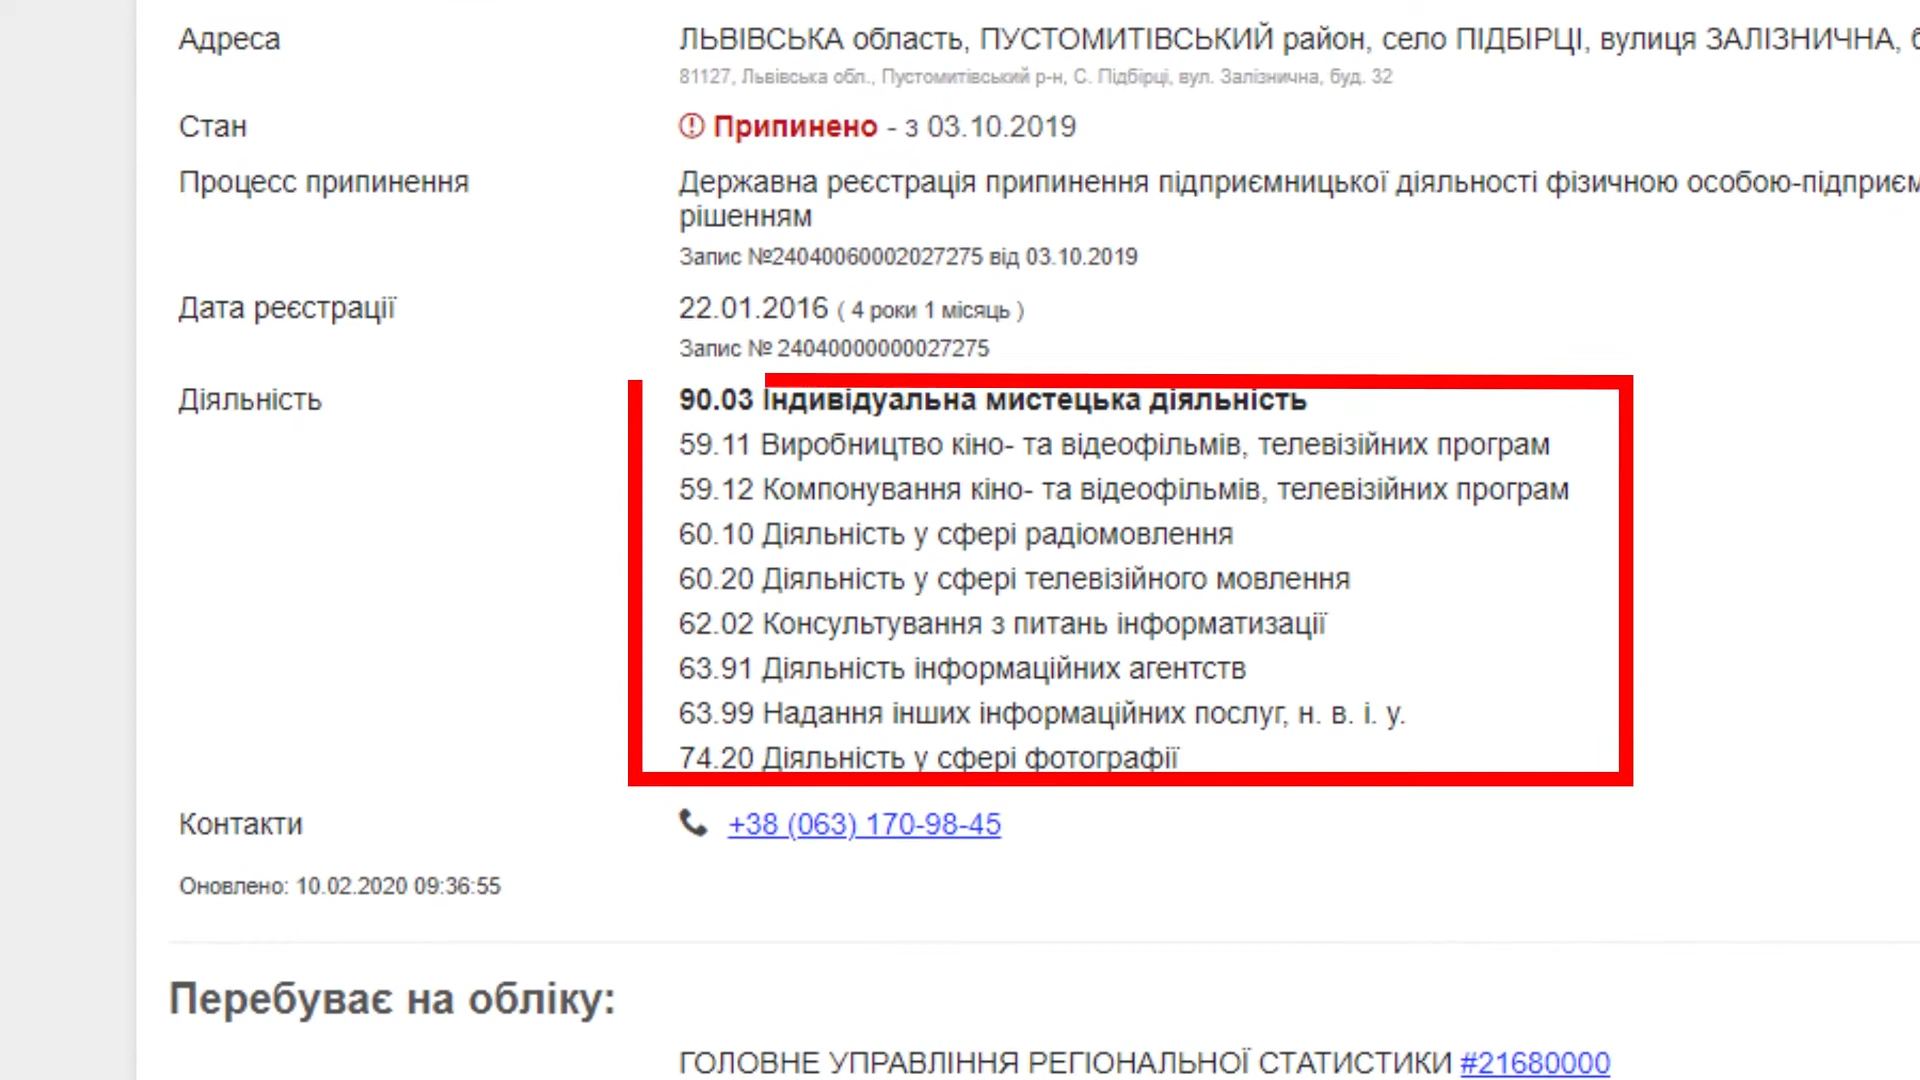 Адреса
ЛЬВІВСЬКА область, ПУСТОМИТІВСЬКИЙ район, село ПІДБІРЦІ, вулиця ЗАЛІЗНИЧНА,
81127, Львівська обл., Пустомитівський р-н, С. Підбірці, вул. Залізнична, буд. 32
Стан
Припинено - з 03.10.2019
Процесс припинення
Державна реєстрація припинення підприємницької діяльності фізичною
рішенням
Запис №24040060002027275 від 03.10.2019
Дата реєстрації
22.01.2016 ( 4 роки 1 місяць )
Запис № 24040000000027275
Діяльність
90.03 Індивідуальна мистецька діяльність
59.11 Виробництво кіно- та відеофільмів, телевізійних програм
59.12 Компонування кіно- та відеофільмів, телевізійних програм
60.10 Діяльність у сфері радіомовлення
60.20 Діяльність у сфері телевізійного мовлення
62.02 Консультування з питань інформатизації
63.91 Діяльність інформаційних агентств
63.99 Надання інших інформаційних послуг, н. в. і. у.
74.20 Діяльність у сфері фотографії
Контакти
+38 (063) 170-98-45
Оновлено: 10.02.2020 09:36:55
Перебуває на обліку:
ГОЛОВНЕ УПРАВЛІННЯ РЕГІОНАЛЬНОЇ СТАТИСТИКИ #21680000